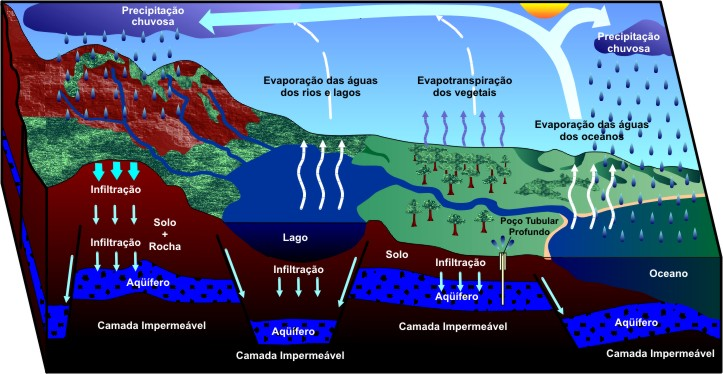 Precipitação
chuvosa
Precipitação
chuvosa
Evaporação das águas
dos rios e lagos
Evapotranspiração
dos vegetais
Evaporação das águas
dos oceanos
Infiltração
Solo
+
Rocha
Infiltração
Aqüífero
Camada Impermeável
Lago
Infiltração
Aqüífero
Camada Impermeável
Poço Tubular
Profundo
Solo
Infiltração
Aqüífero
Camada Impermeável
Oceano
Aqüífero
Camada Impermeável